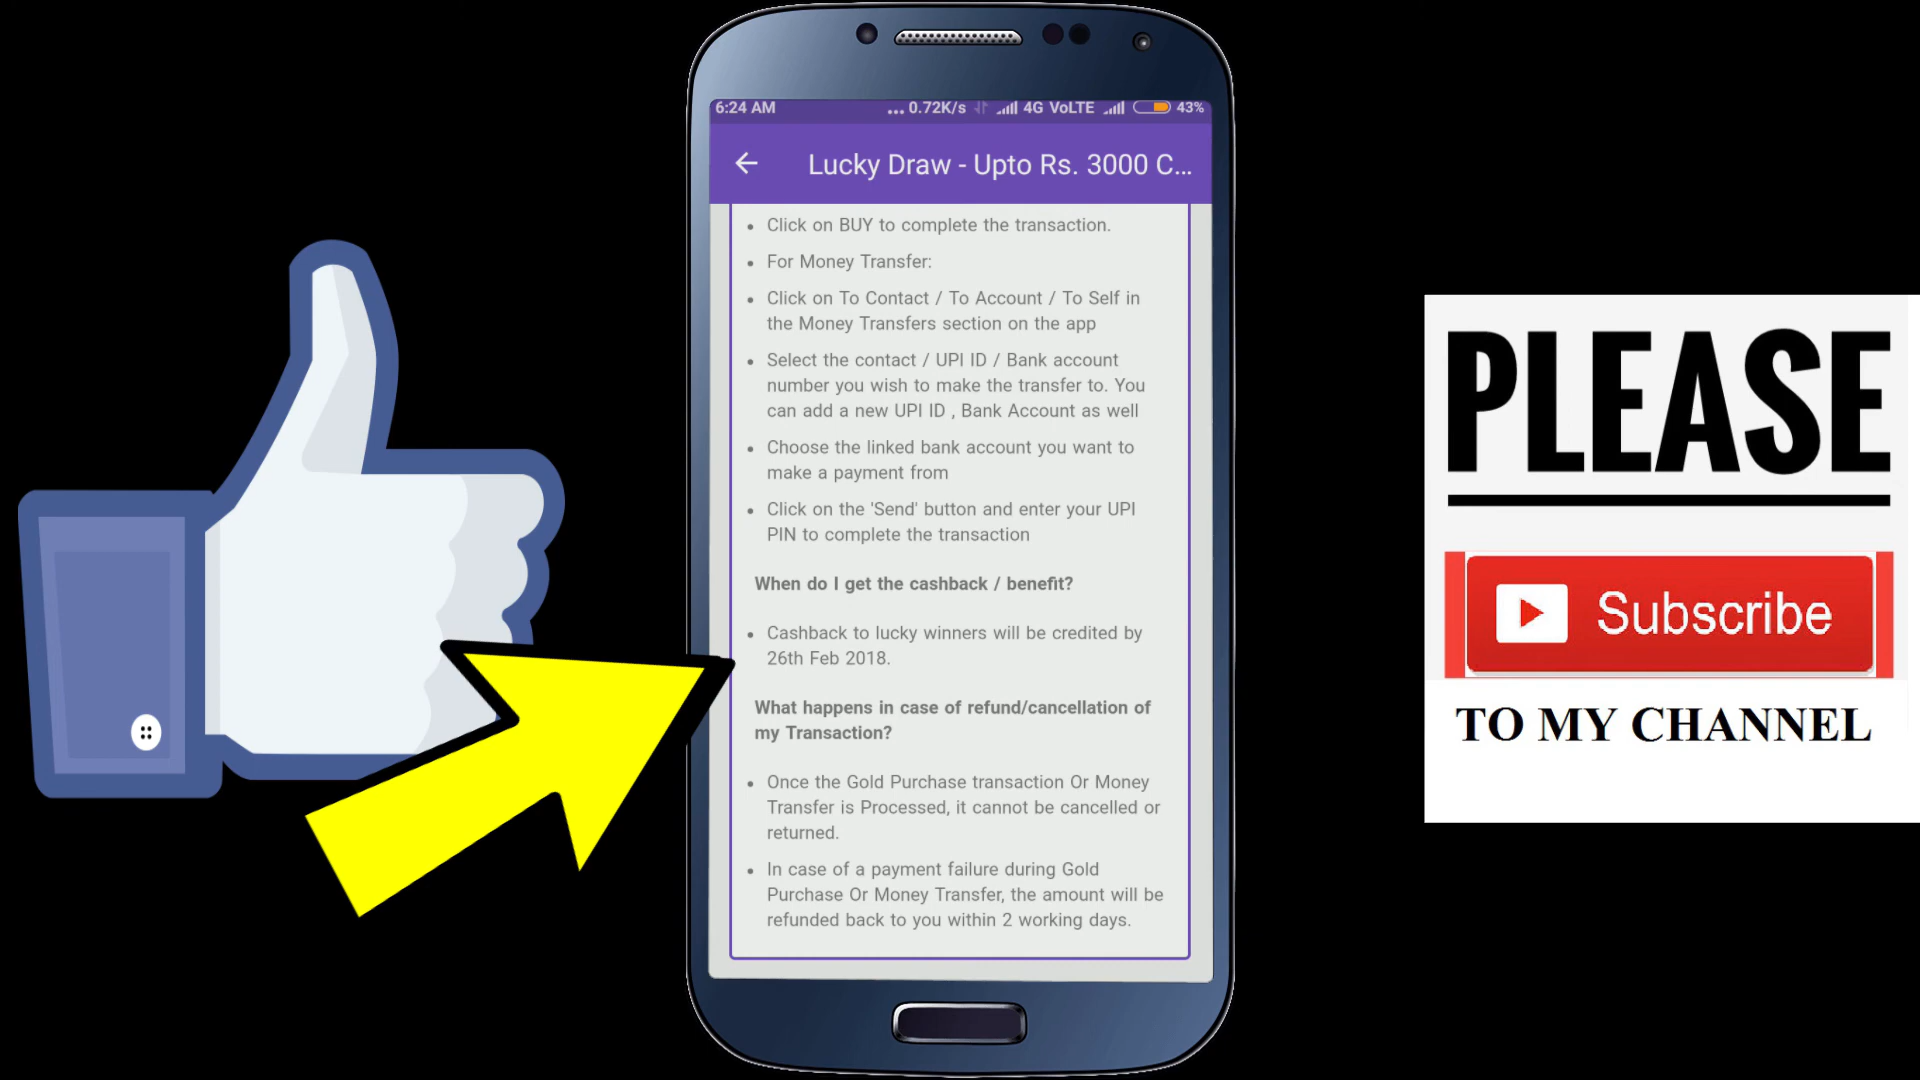 6:24 AM ... 0.72K/s 4G VoLTE 43%
Lucky Draw - Upto Rs. 3000 C...
Click on BUY to complete the transaction.
For Money Transfer:
Click on To Contact / To Account / To Self in
the Money Transfers section on the app
Select the contact / UPI ID / Bank account
number you wish to make the transfer to. You
can add a new UPI ID , Bank Account as well
Choose the linked bank account you want to
make a payment from
Click on the 'Send' button and enter your UPI
PIN to complete the transaction
When do I get the cashback / benefit?
Cashback to lucky winners will be credited by
26th Feb 2018.
What happens in case of refund/cancellation of
my Transaction?
Once the Gold Purchase transaction Or Money
Transfer is Processed, it cannot be cancelled or
returned.
In case of a payment failure during Gold
Purchase Or Money Transfer, the amount will be
refunded back to you within 2 working days.
PLEASE
Subscribe
TO MY CHANNEL